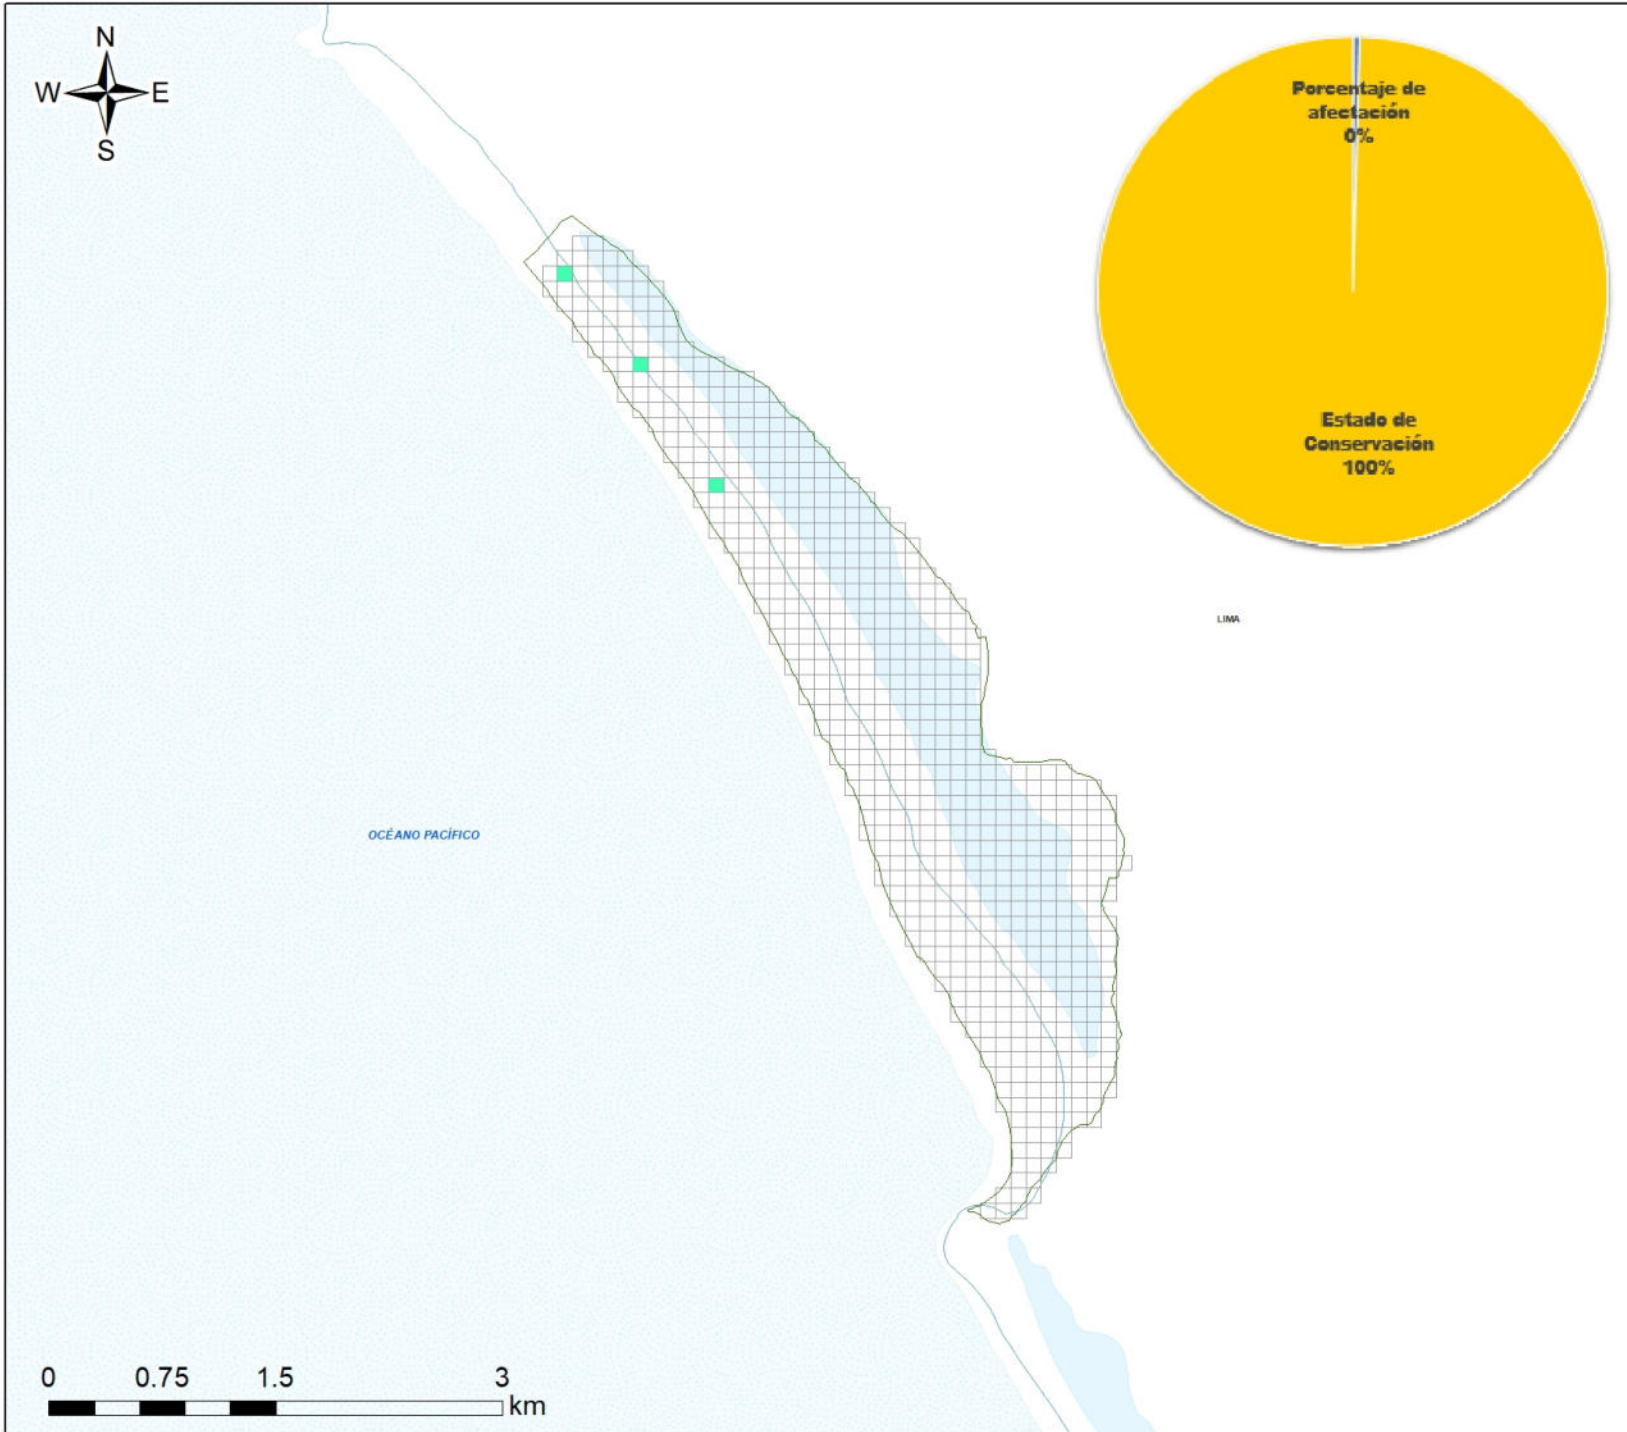 N
W E
S
Porcentaje de
afectación
0%
Estado de
Conservación
100%
LIMA
OCÉANO PACÍFICO
0 0.75 1.5 3
km